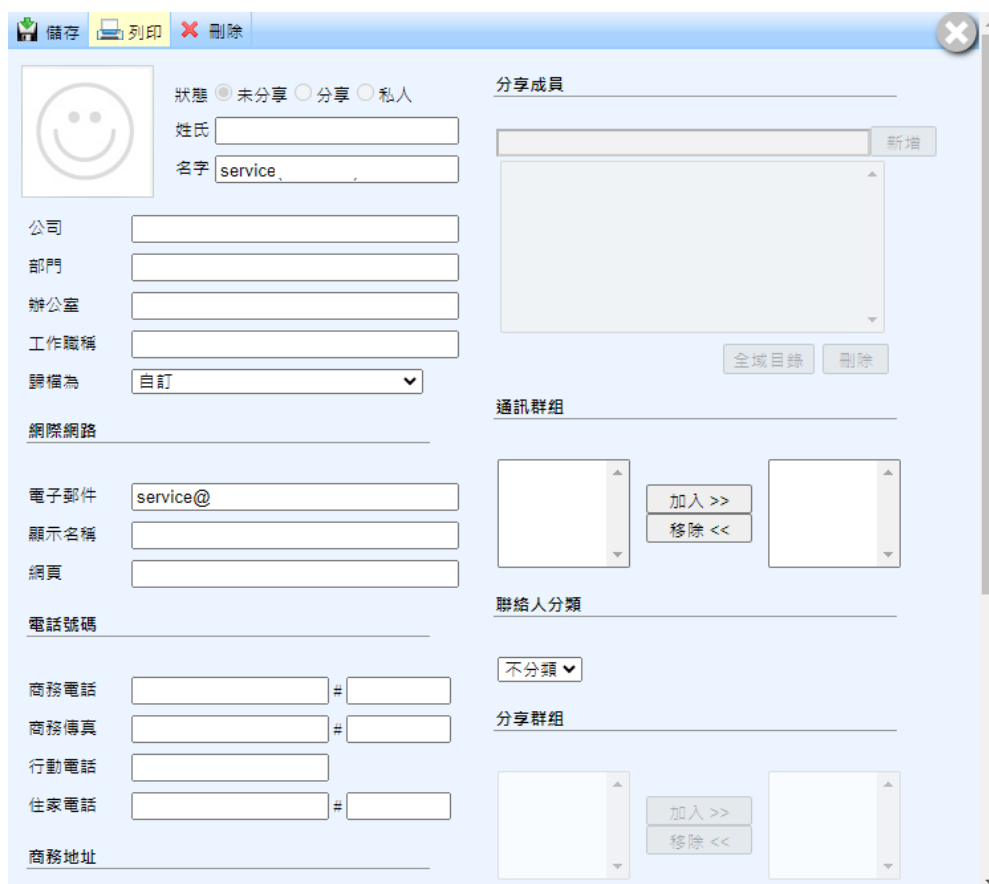 儲存 列印 刪除
狀態 未分享 分享 私人
姓氏
名字 service
公司
部門
辦公室
工作職稱
歸檔為 自訂
網際網路
電子郵件 service@
顯示名稱
網頁
電話號碼
商務電話 #
商務傳真 #
行動電話
住家電話 #
商務地址
分享成員
新增
全域目錄 刪除
通訊群組
加入 >>
移除 <<
聯絡人分類
不分類
分享群組
加入 >>
移除 <<